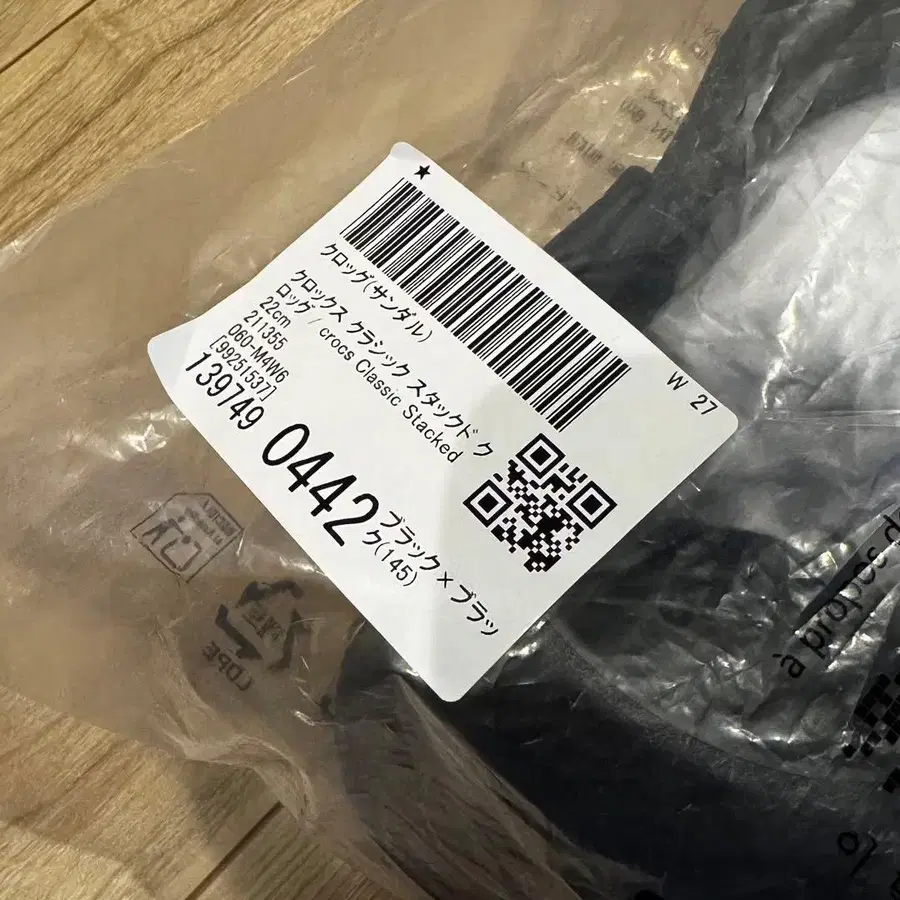 ★
W 27
クロッグ(サンダル)
クロックス クラシック スタックド ク
ロッグ / crocs Classic Stacked
22cm
211355
060-M4W6
[99251537]
139749 0442
ブラック×ブラッ
ク(145)
LDPE
à propos de